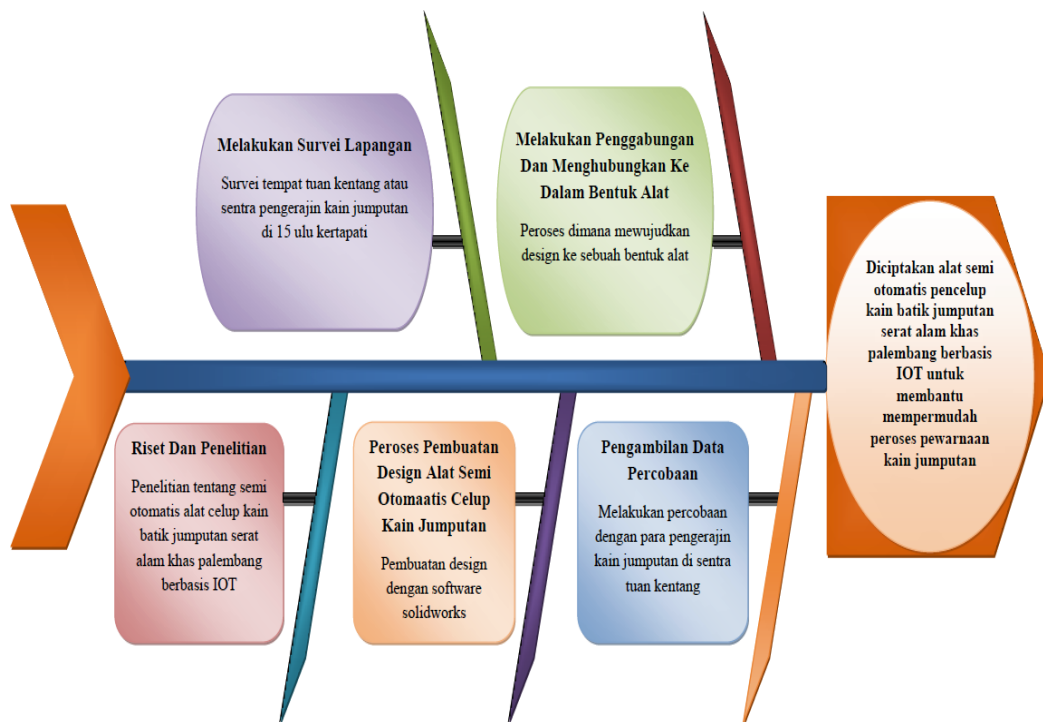 Melakukan Survei Lapangan
Survei tempat tuan kentang atau
sentra pengerajin kain jumputan
di 15 ulu kertapati
Melakukan Penggabungan
Dan Menghubungkan Ke
Dalam Bentuk Alat
Peroses dimana mewujudkan
design ke sebuah bentuk alat
Diciptakan alat semi
otomatis pencelup
kain batik jumputan
serat alam khas
palembang berbasis
IOT untuk
membantu
mempermudah
peroses pewarnaan
kain jumputan
Riset Dan Penelitian
Penelitian tentang semi
otomatis alat celup kain
batik jumputan serat
alam khas palembang
berbasis IOT
Peroses Pembuatan
Design Alat Semi
Otomaatis Celup
Kain Jumputan
Pembuatan design
dengan software
solidworks
Pengambilan Data
Percobaan
Melakukan percobaan
dengan para pengerajin
kain jumputan di sentra
tuan kentang